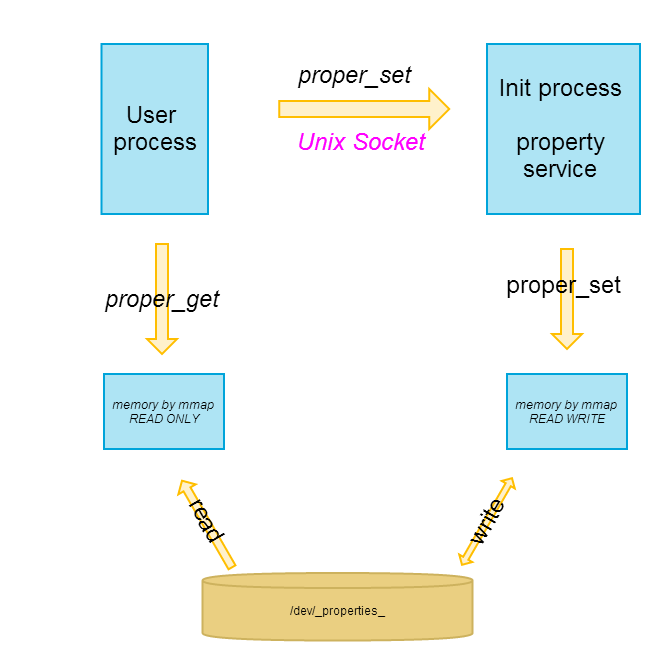 proper_set
User
process
Unix Socket
Init process
property
service
proper_get
proper_set
memory by mmap
READ ONLY
memory by mmap
READ WRITE
read
write
/dev/_properties_